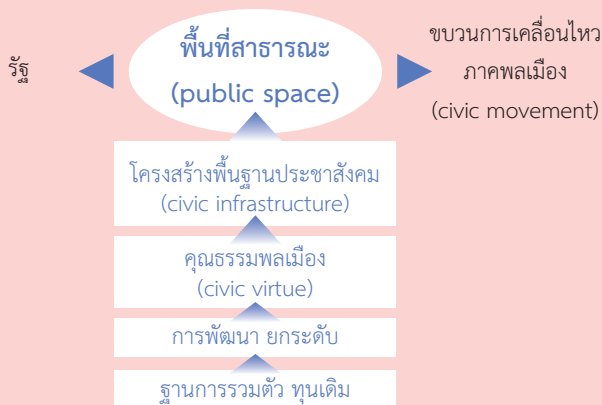 รัฐ
พื้นที่สาธารณะ
(public space)
ขบวนการเคลื่อนไหว
ภาคพลเมือง
(civic movement)
โครงสร้างพื้นฐานประชาสังคม
(civic infrastructure)
คุณธรรมพลเมือง
(civic virtue)
การพัฒนา ยกระดับ
ฐานการรวมตัว ทุนเดิม